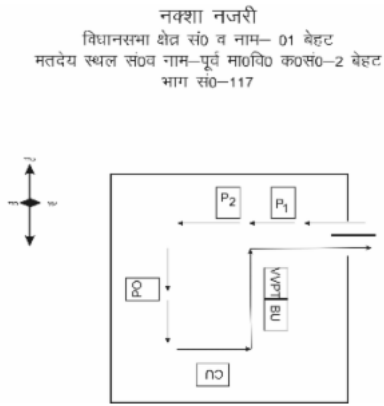 नक्शा नजरी
विधानसभा क्षेत्र सं0 व नाम– 01 बेहट
मतदेय स्थल सं0व नाम–पूर्व मा0वि0 क0सं0–2 बेहट
भाग सं0–117
P2
P1
PO
VVPT
BU
CU